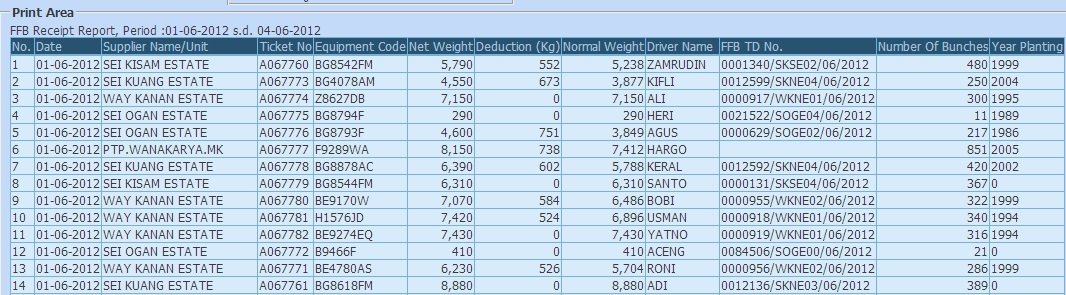 Print Area
FFB Receipt Report, Period :01-06-2012 s.d. 04-06-2012
No. Date Supplier Name/Unit Ticket No Equipment Code Net Weight Deduction (Kg) Normal Weight Driver Name FFB TD No. Number Of Bunches Year Planting
1 01-06-2012 SEI KISAM ESTATE A067760 BG8542FM 5,790 552 5,238 ZAMRUDIN 0001340/SKSE02/06/2012 480 1999
2 01-06-2012 SEI KUANG ESTATE A067773 BG4078AM 4,550 673 3,877 KIFLI 0012599/SKNE04/06/2012 250 2004
3 01-06-2012 WAY KANAN ESTATE A067774 Z8627DB 7,150 0 7,150 ALI 0000917/WKNE01/06/2012 300 1995
4 01-06-2012 SEI OGAN ESTATE A067775 BG8794F 290 0 290 HERI 0021522/SOGE04/06/2012 11 1989
5 01-06-2012 SEI OGAN ESTATE A067776 BG8793F 4,600 751 3,849 AGUS 0000629/SOGE02/06/2012 217 1986
6 01-06-2012 PTP.WANAKARYA.MK A067777 F9289WA 8,150 738 7,412 HARGO 851 2005
7 01-06-2012 SEI KUANG ESTATE A067778 BG8878AC 6,390 602 5,788 KERAL 0012592/SKNE04/06/2012 420 2002
8 01-06-2012 SEI KISAM ESTATE A067779 BG8544FM 6,310 0 6,310 SANTO 0000131/SKSE04/06/2012 367 0
9 01-06-2012 WAY KANAN ESTATE A067780 BE9170W 7,070 584 6,486 BOBI 0000955/WKNE02/06/2012 322 1999
10 01-06-2012 WAY KANAN ESTATE A067781 H1576JD 7,420 524 6,896 USMAN 0000918/WKNE01/06/2012 340 1994
11 01-06-2012 WAY KANAN ESTATE A067782 BE9274EQ 7,430 0 7,430 YATNO 0000919/WKNE01/06/2012 316 1994
12 01-06-2012 SEI OGAN ESTATE A067772 B9466F 410 0 410 ACENG 0084506/SOGE00/06/2012 21 0
13 01-06-2012 WAY KANAN ESTATE A067771 BE4780AS 6,230 526 5,704 RONI 0000956/WKNE02/06/2012 286 1999
14 01-06-2012 SEI KUANG ESTATE A067761 BG8618FM 8,880 0 8,880 ADI 0012136/SKNE03/06/2012 389 0